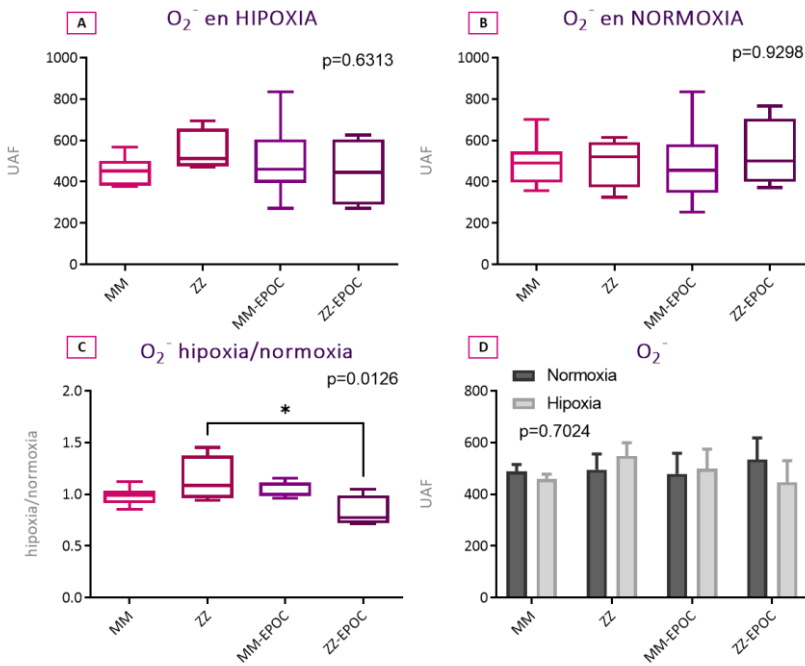 A
O₂⁻ en HIPOXIA
p=0.6313
UAF
1000
800
600
400
200
0
MM
ZZ
MM-EPOC
ZZ-EPOC
B
O₂⁻ en NORMOXIA
p=0.9298
UAF
1000
800
600
400
200
0
MM
ZZ
MM-EPOC
ZZ-EPOC
C
O₂⁻ hipoxia/normoxia
p=0.0126
*
hipoxia/normoxia
2.0
1.5
1.0
0.5
0.0
MM
ZZ
MM-EPOC
ZZ-EPOC
D
O₂⁻
Normoxia
Hipoxia
p=0.7024
UAF
800
600
400
200
0
MM
ZZ
MM-EPOC
ZZ-EPOC